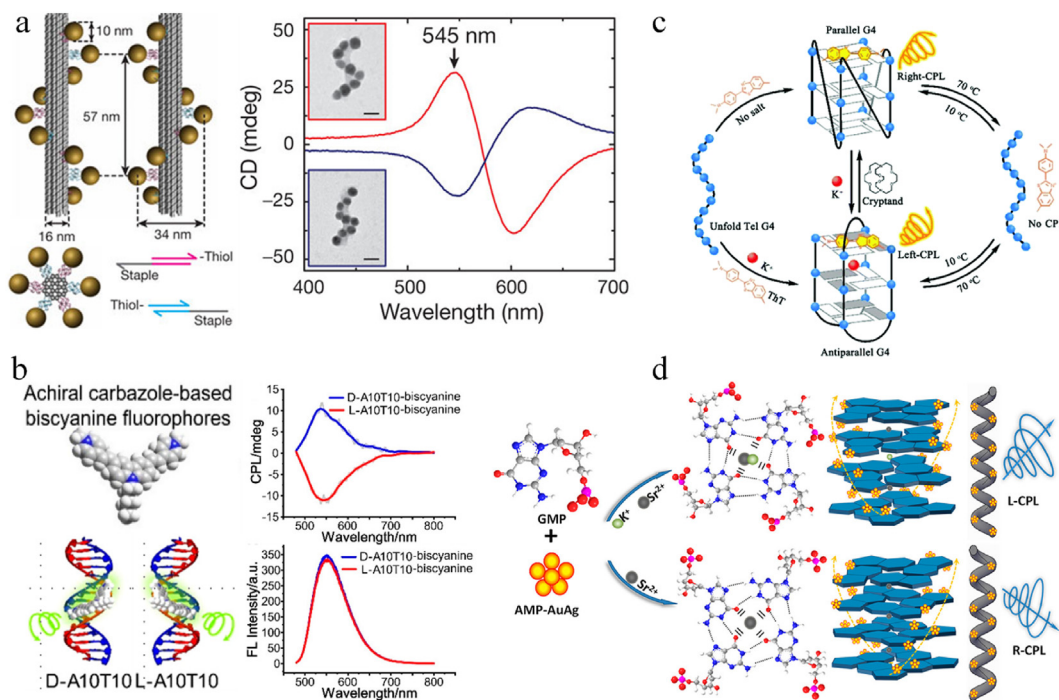 a
10 nm
57 nm
16 nm
34 nm
Staple
-Thiol
Thiol-
Staple
50
25
0
−25
−50
CD (mdeg)
545 nm
400
500
600
700
Wavelength (nm)
c
Parallel G4
Right-CPL
No salt
70 °C
10 °C
K⁺
Cryptand
Unfold Tel G4
K⁺
ThT
Left-CPL
10 °C
70 °C
No CP
Antiparallel G4
b
Achiral carbazole-based
biscyanine fluorophores
D-A10T10
L-A10T10
CPL/mdeg
15
10
5
0
-5
-10
-15
D-A10T10-biscyanine
L-A10T10-biscyanine
500
600
700
800
Wavelength/nm
FL Intensity/a.u.
350
300
250
200
150
100
50
0
D-A10T10-biscyanine
L-A10T10-biscyanine
500
600
700
800
Wavelength/nm
d
GMP
+
AMP-AuAg
K⁺
Sr²⁺
Sr²⁺
L-CPL
R-CPL